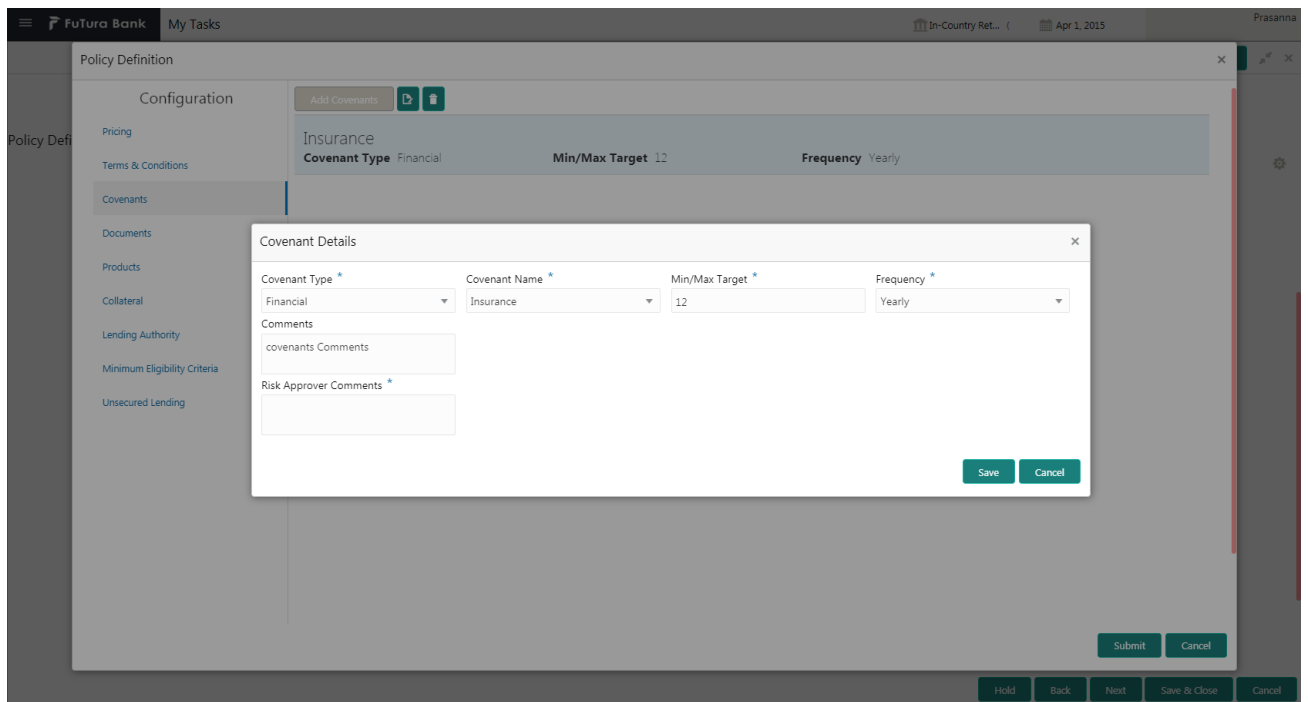 FuTura Bank My Tasks In-Country Ret... ( Apr 1, 2015 Prasanna
Policy Definition
Configuration Add Covenants
Policy Defi
Pricing
Insurance
Covenant Type Financial Min/Max Target 12 Frequency Yearly
Terms & Conditions
Covenants
Documents
Covenant Details
Products
Covenant Type * Covenant Name * Min/Max Target * Frequency *
Collateral
Financial Insurance 12 Yearly
Comments
Lending Authority
covenants Comments
Minimum Eligibility Criteria
Risk Approver Comments *
Unsecured Lending
Save Cancel
Submit Cancel
Hold Back Next Save & Close Cancel